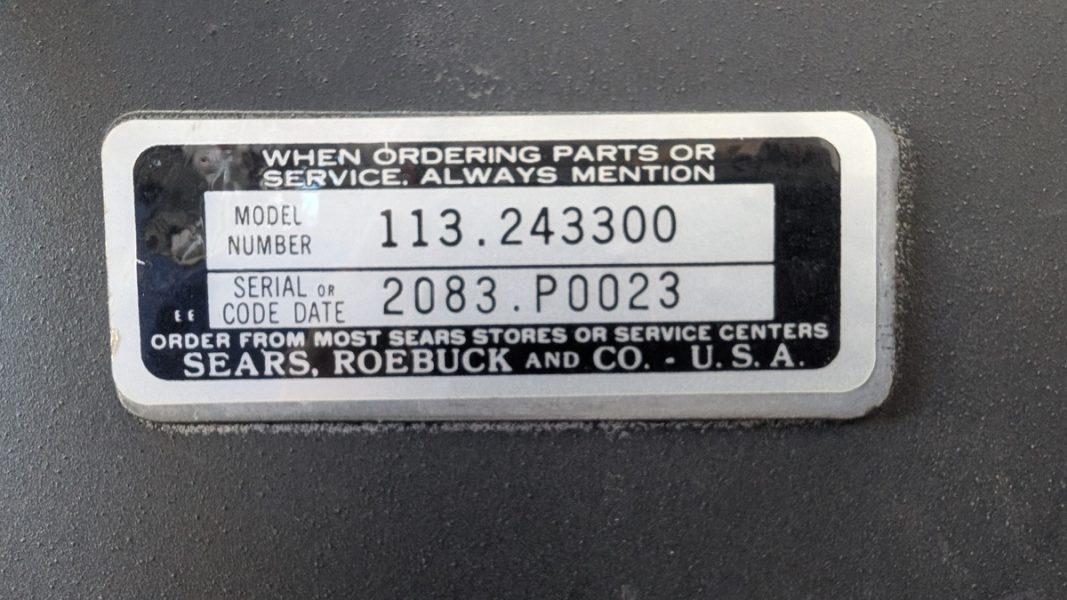 WHEN ORDERING PARTS OR
SERVICE. ALWAYS MENTION
MODEL
NUMBER
113.243300
SERIAL OR
CODE DATE
2083.P0023
EE
ORDER FROM MOST SEARS STORES OR SERVICE CENTERS
SEARS, ROEBUCK AND CO. - U.S.A.